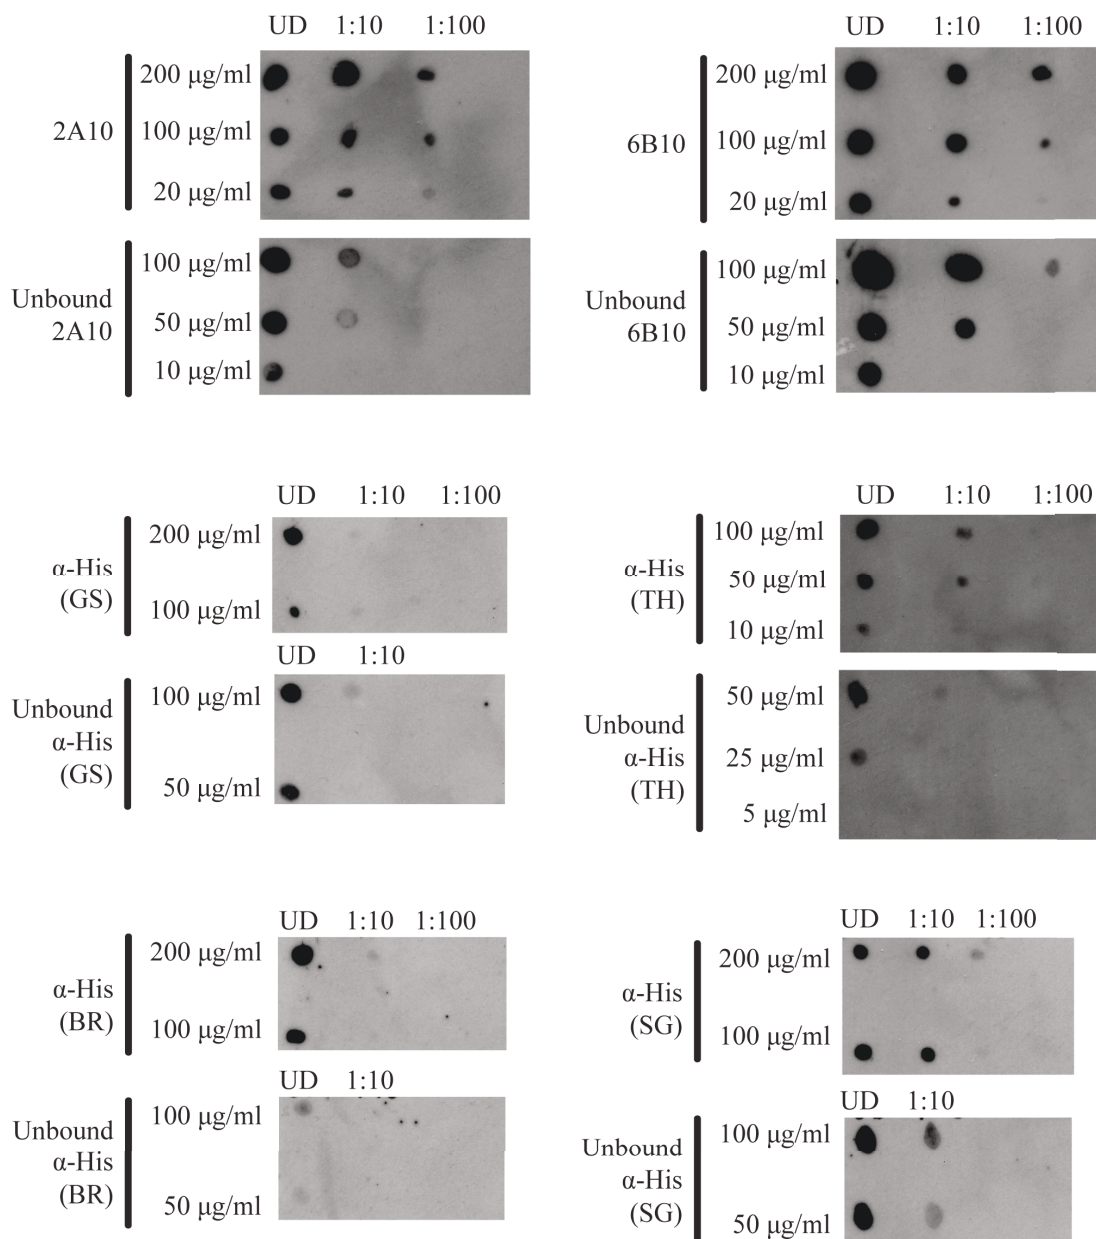 UD 1:10 1:100
2A10
200 μg/ml
100 μg/ml
20 μg/ml
Unbound
2A10
100 μg/ml
50 μg/ml
10 μg/ml
UD 1:10 1:100
6B10
200 μg/ml
100 μg/ml
20 μg/ml
Unbound
6B10
100 μg/ml
50 μg/ml
10 μg/ml
UD 1:10 1:100
α-His
(GS)
200 μg/ml
100 μg/ml
UD 1:10
Unbound
α-His
(GS)
100 μg/ml
50 μg/ml
UD 1:10 1:100
α-His
(TH)
100 μg/ml
50 μg/ml
10 μg/ml
Unbound
α-His
(TH)
50 μg/ml
25 μg/ml
5 μg/ml
UD 1:10 1:100
α-His
(BR)
200 μg/ml
100 μg/ml
UD 1:10
Unbound
α-His
(BR)
100 μg/ml
50 μg/ml
UD 1:10 1:100
α-His
(SG)
200 μg/ml
100 μg/ml
UD 1:10
Unbound
α-His
(SG)
100 μg/ml
50 μg/ml